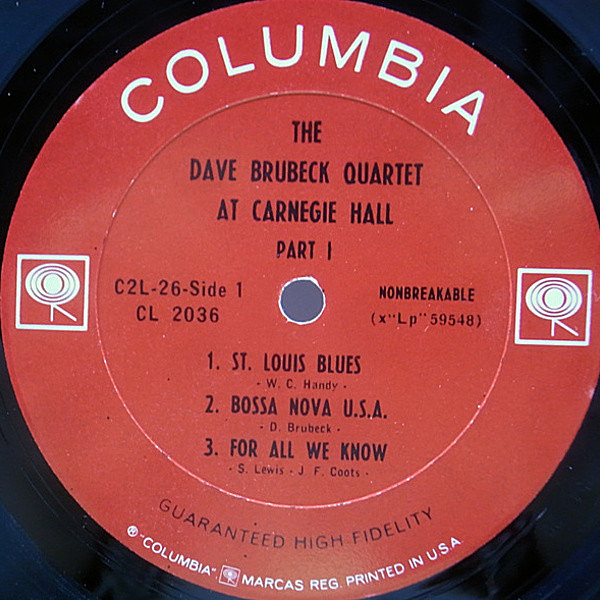 COLUMBIA
THE
DAVE BRUBECK QUARTET
AT CARNEGIE HALL
PART I
C2L-26-Side 1
CL 2036
NONBREAKABLE
(x"Lp" 59548)
1. ST. LOUIS BLUES
- W. C. Handy -
2. BOSSA NOVA U.S.A.
- D. Brubeck -
3. FOR ALL WE KNOW
- S. Lewis - J. F. Coots -
GUARANTEED HIGH FIDELITY
® "COLUMBIA" MARCAS REG. PRINTED IN U.S.A.